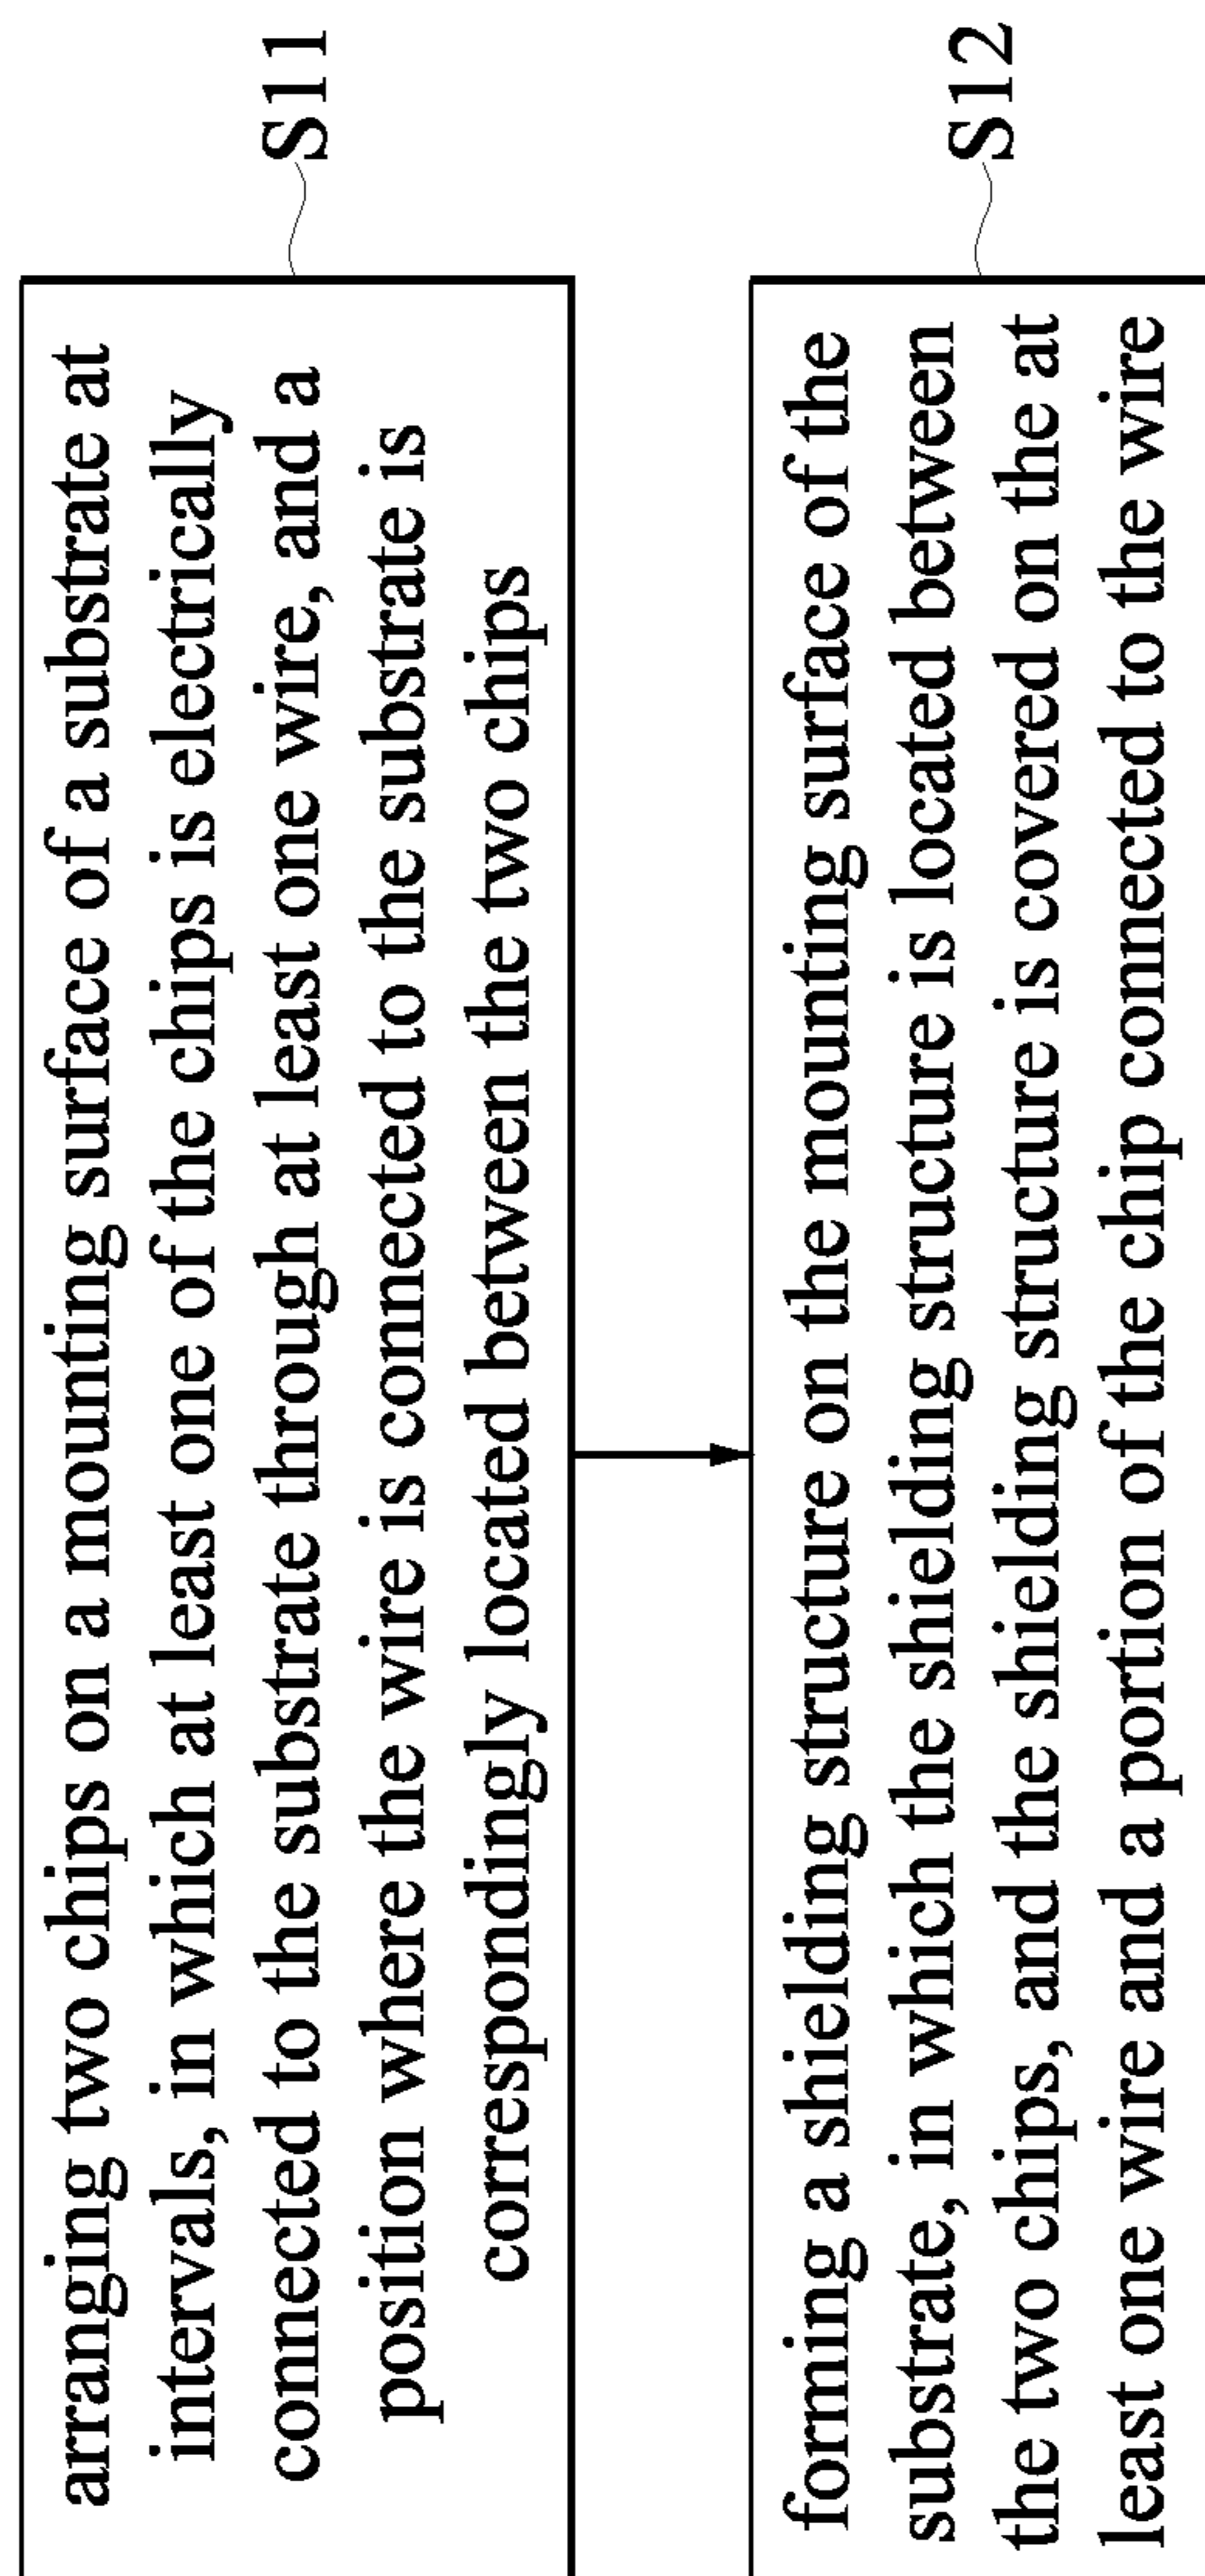 arranging two chips on a mounting surface of a substrate at
intervals, in which at least one of the chips is electrically
connected to the substrate through at least one wire, and a
position where the wire is connected to the substrate is
correspondingly located between the two chips
S11
forming a shielding structure on the mounting surface of the
substrate, in which the shielding structure is located between
the two chips, and the shielding structure is covered on the at
least one wire and a portion of the chip connected to the wire
S12